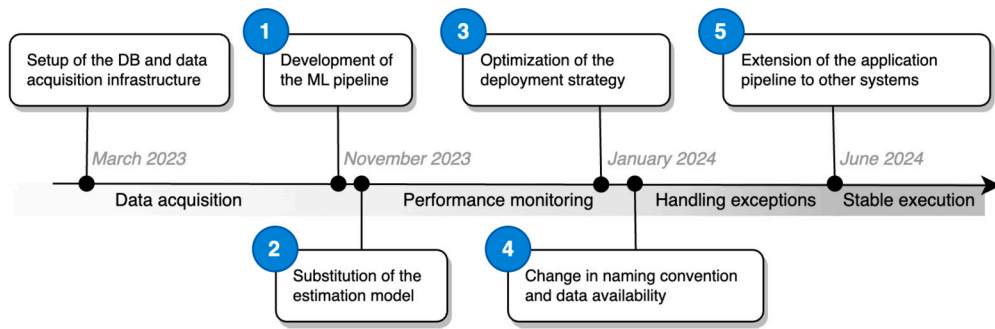 1
3
5
Setup of the DB and data
acquisition infrastructure
Development of
the ML pipeline
Optimization of the
deployment strategy
Extension of the application
pipeline to other systems
March 2023
November 2023
January 2024
June 2024
Data acquisition
Performance monitoring
Handling exceptions
Stable execution
2
4
Substitution of the
estimation model
Change in naming convention
and data availability